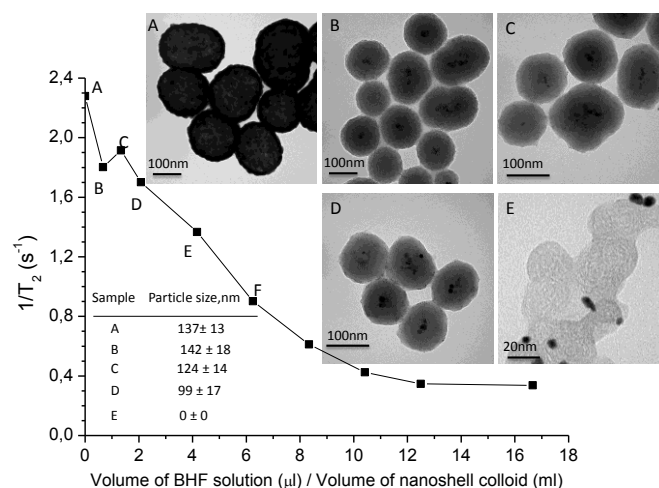 A
100nm
B
100nm
C
100nm
D
100nm
E
20nm
2,4
2,0
1,6
1,2
0,8
0,4
0,0
1/T₂ (s⁻¹)
A
B
C
D
E
F
Sample Particle size,nm
A 137± 13
B 142 ± 18
C 124 ± 14
D 99 ± 17
E 0 ± 0
0 2 4 6 8 10 12 14 16 18
Volume of BHF solution (μl) / Volume of nanoshell colloid (ml)